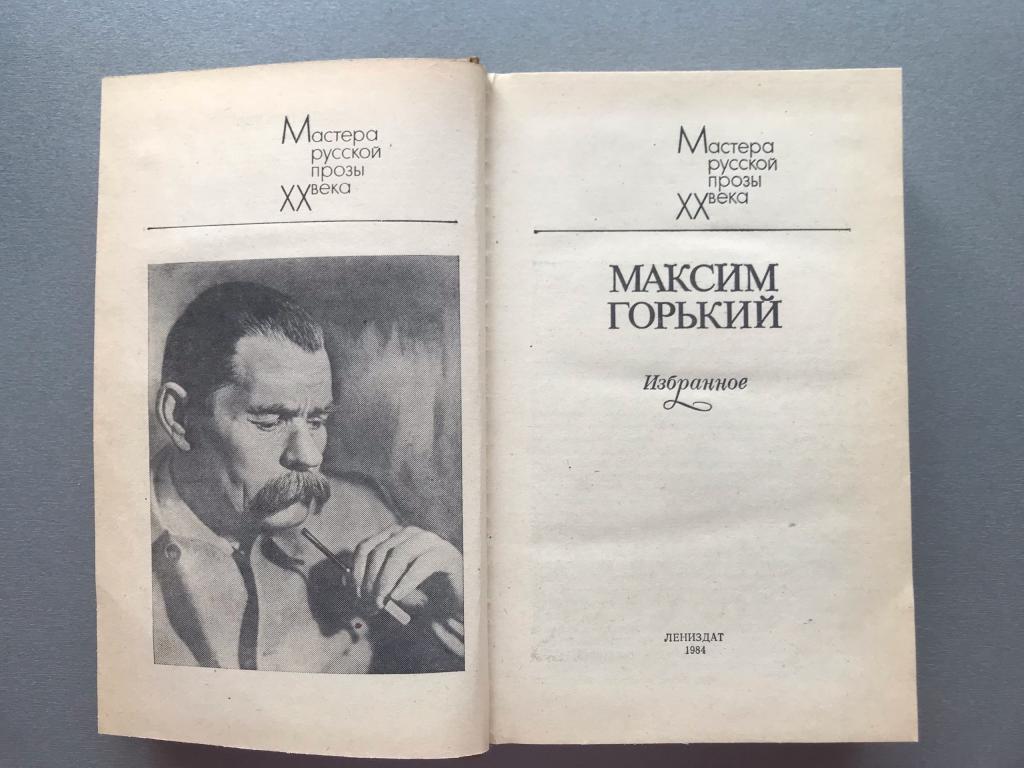 Мастера
русской
прозы
XX века
Мастера
русской
прозы
XX века
МАКСИМ
ГОРЬКИЙ
Избранное
ЛЕНИЗДАТ
1984